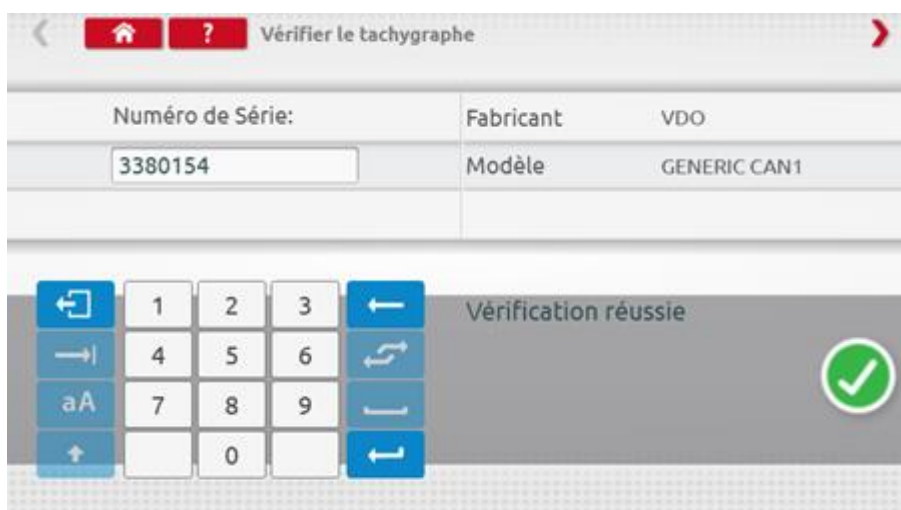 ? Vérifier le tachygraphe
Numéro de Série:
Fabricant VDO
3380154
Modèle GENERIC CAN1
1 2 3
Vérification réussie
4 5 6
aA 7 8 9
0